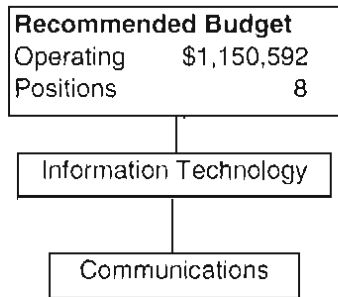 Recommended Budget
Operating $1,150,592
Positions 8
Information Technology
Communications